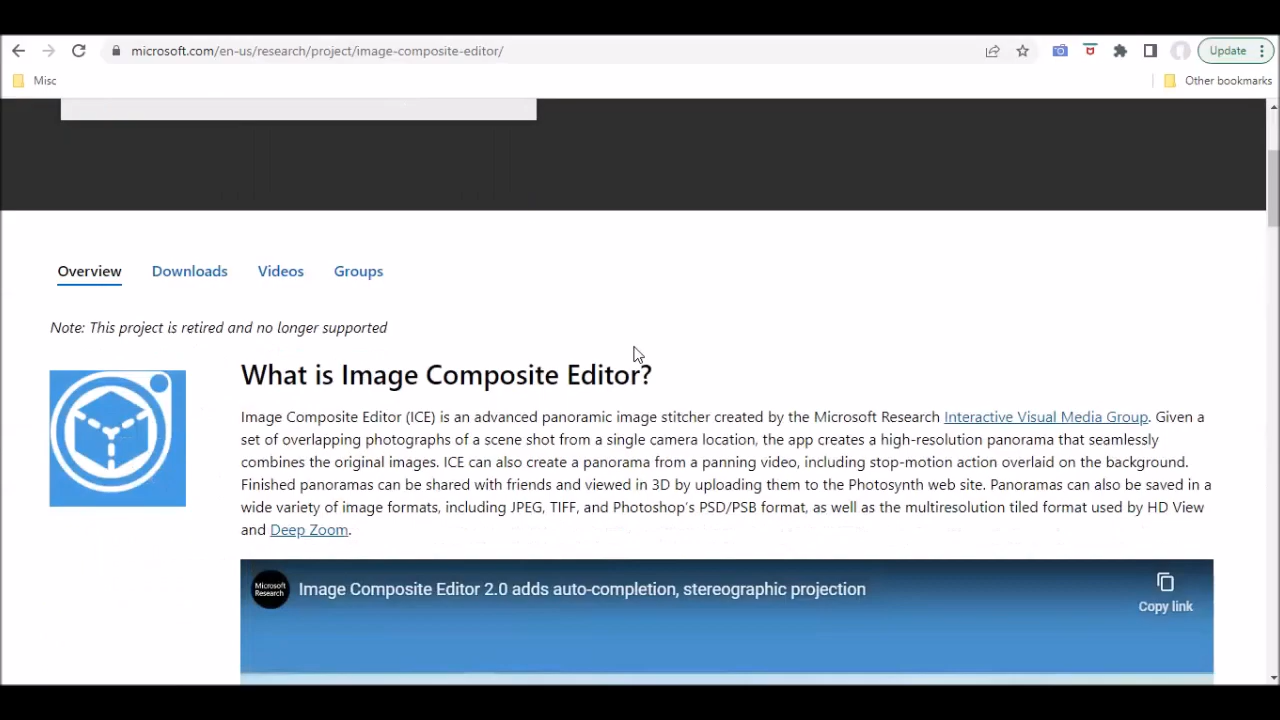 microsoft.com/en-us/research/project/image-composite-editor/
Update
Misc
Other bookmarks
Overview Downloads Videos Groups
Note: This project is retired and no longer supported
What is Image Composite Editor?
Image Composite Editor (ICE) is an advanced panoramic image stitcher created by the Microsoft Research Interactive Visual Media Group. Given a
set of overlapping photographs of a scene shot from a single camera location, the app creates a high-resolution panorama that seamlessly
combines the original images. ICE can also create a panorama from a panning video, including stop-motion action overlaid on the background.
Finished panoramas can be shared with friends and viewed in 3D by uploading them to the Photosynth web site. Panoramas can also be saved in a
wide variety of image formats, including JPEG, TIFF, and Photoshop's PSD/PSB format, as well as the multiresolution tiled format used by HD View
and Deep Zoom.
Microsoft
Research
Image Composite Editor 2.0 adds auto-completion, stereographic projection
Copy link